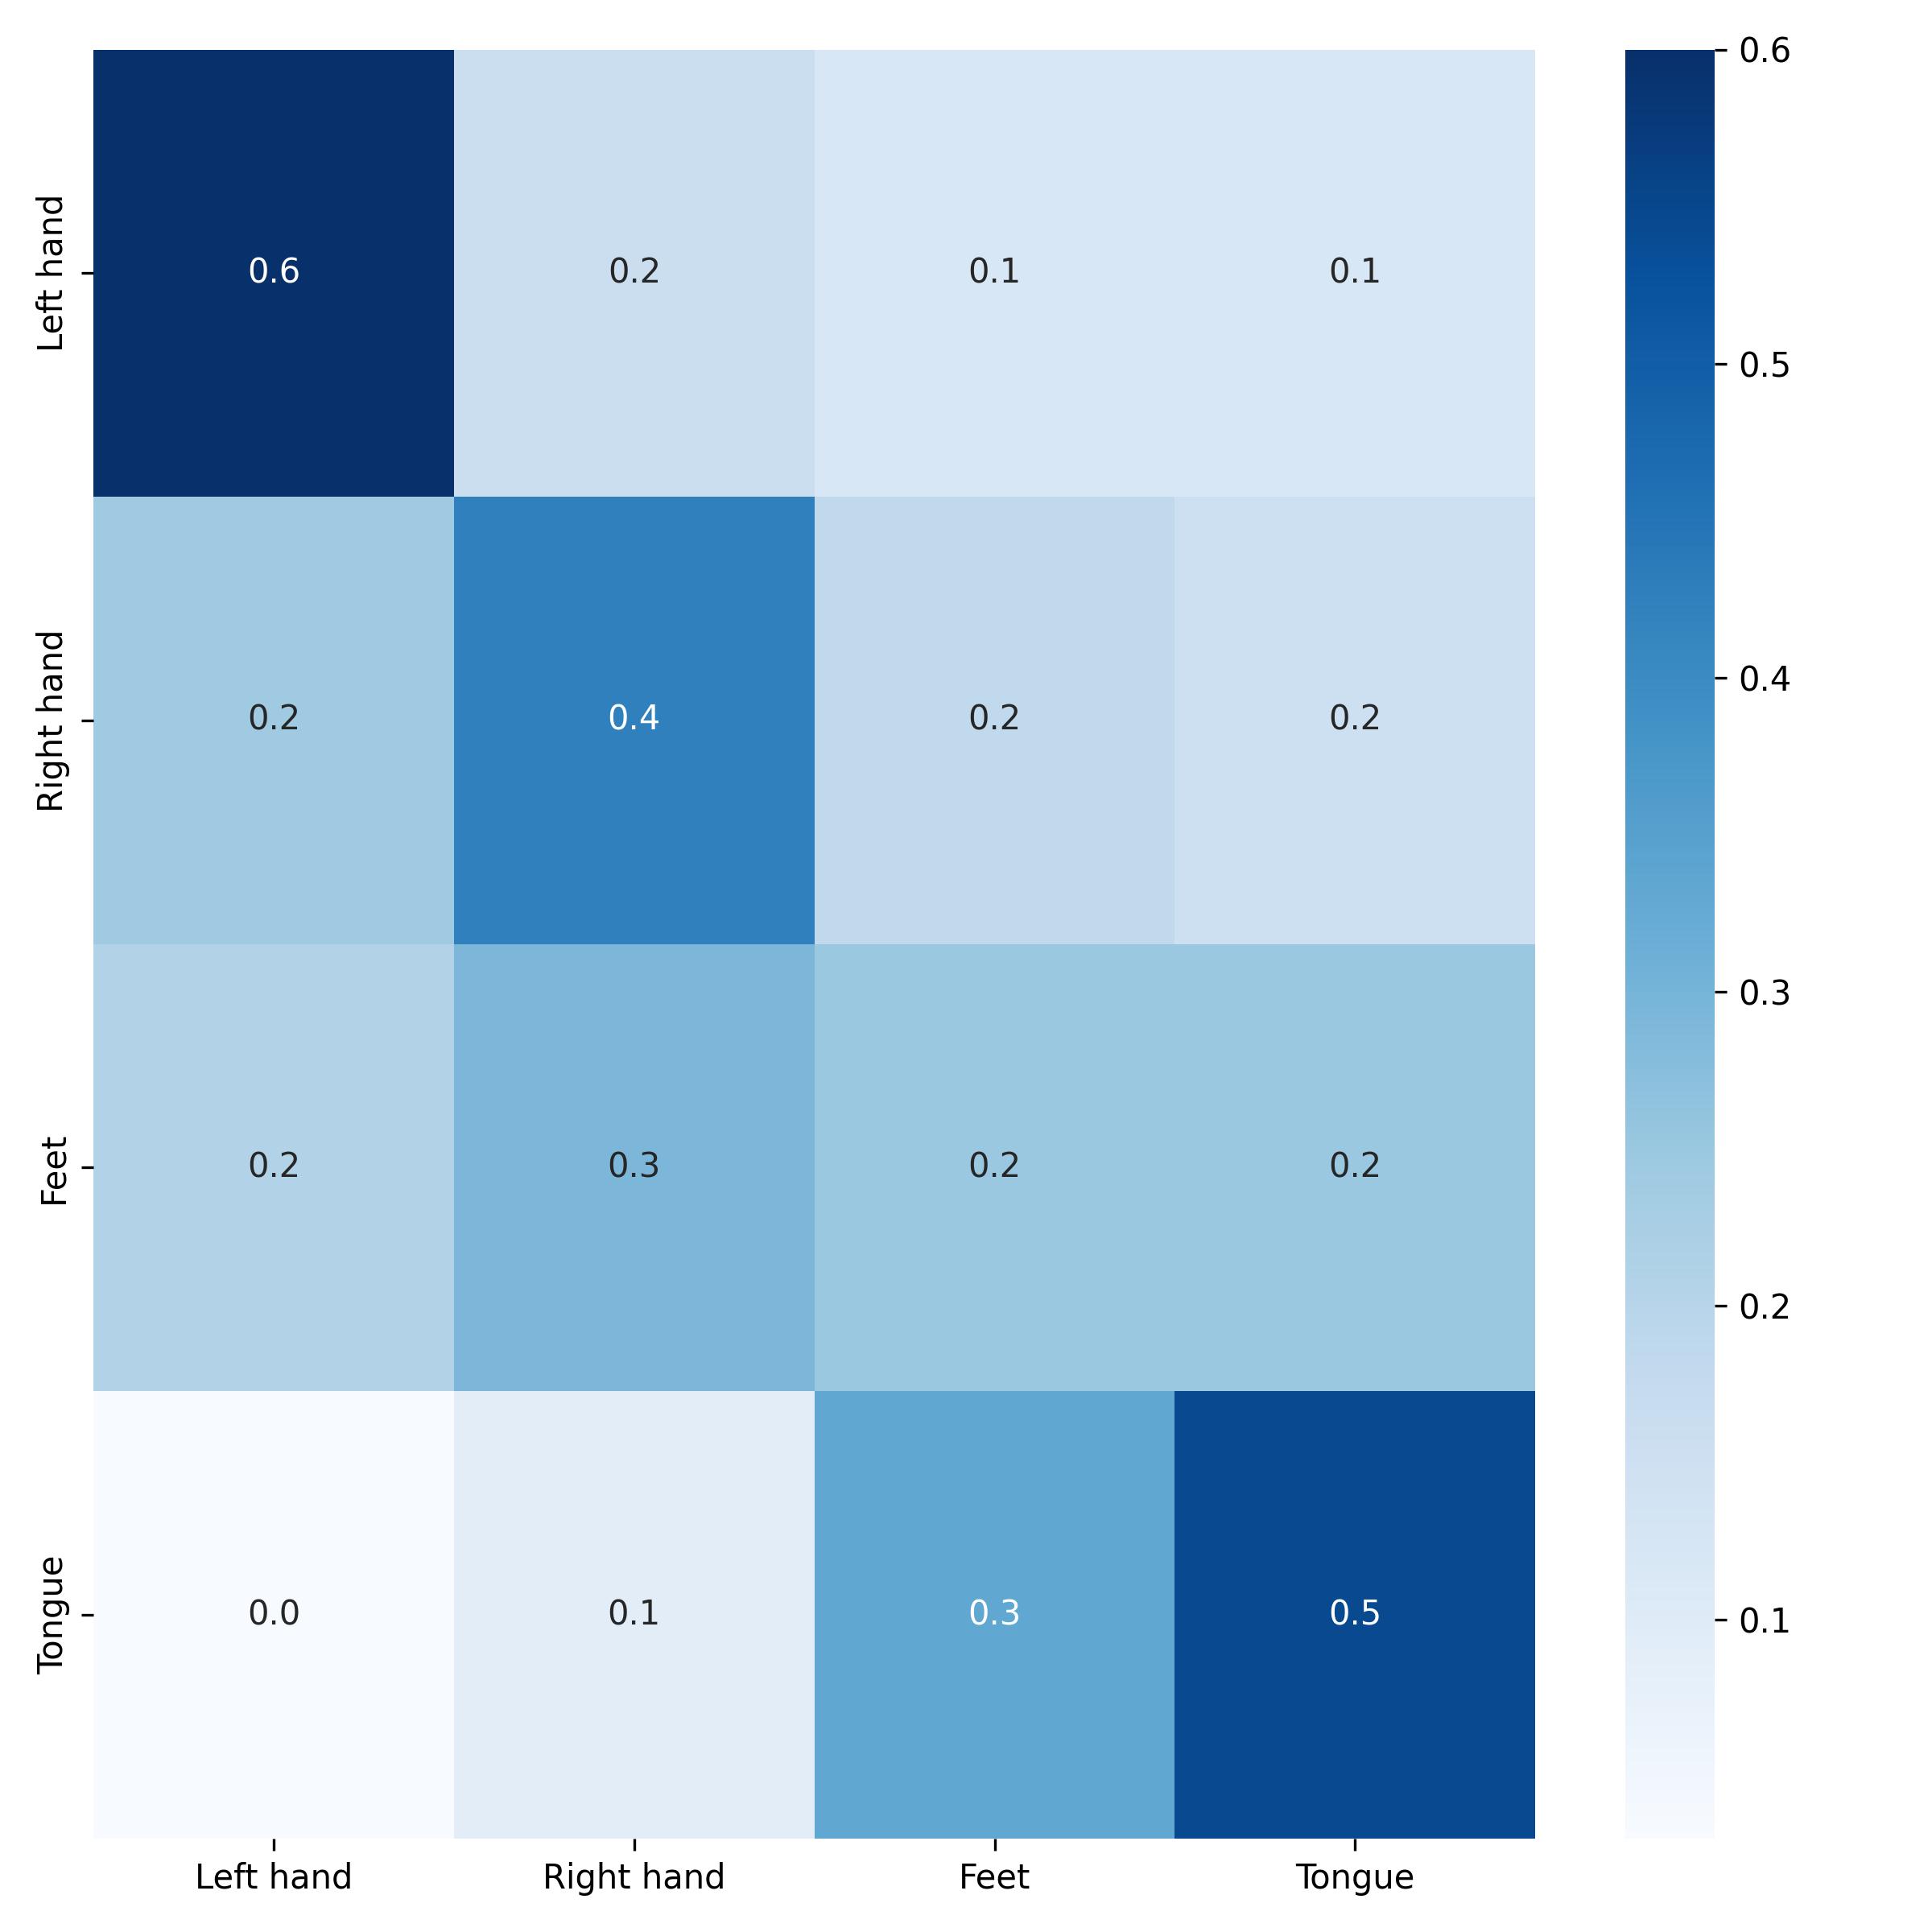 Left hand
0.6 0.2 0.1 0.1
Right hand
0.2 0.4 0.2 0.2
Feet
0.2 0.3 0.2 0.2
Tongue
0.0 0.1 0.3 0.5
Left hand Right hand Feet Tongue
0.6
0.5
0.4
0.3
0.2
0.1